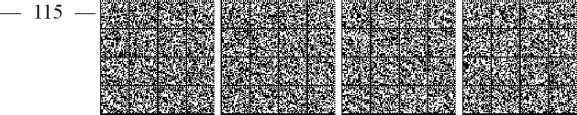 — 115 —